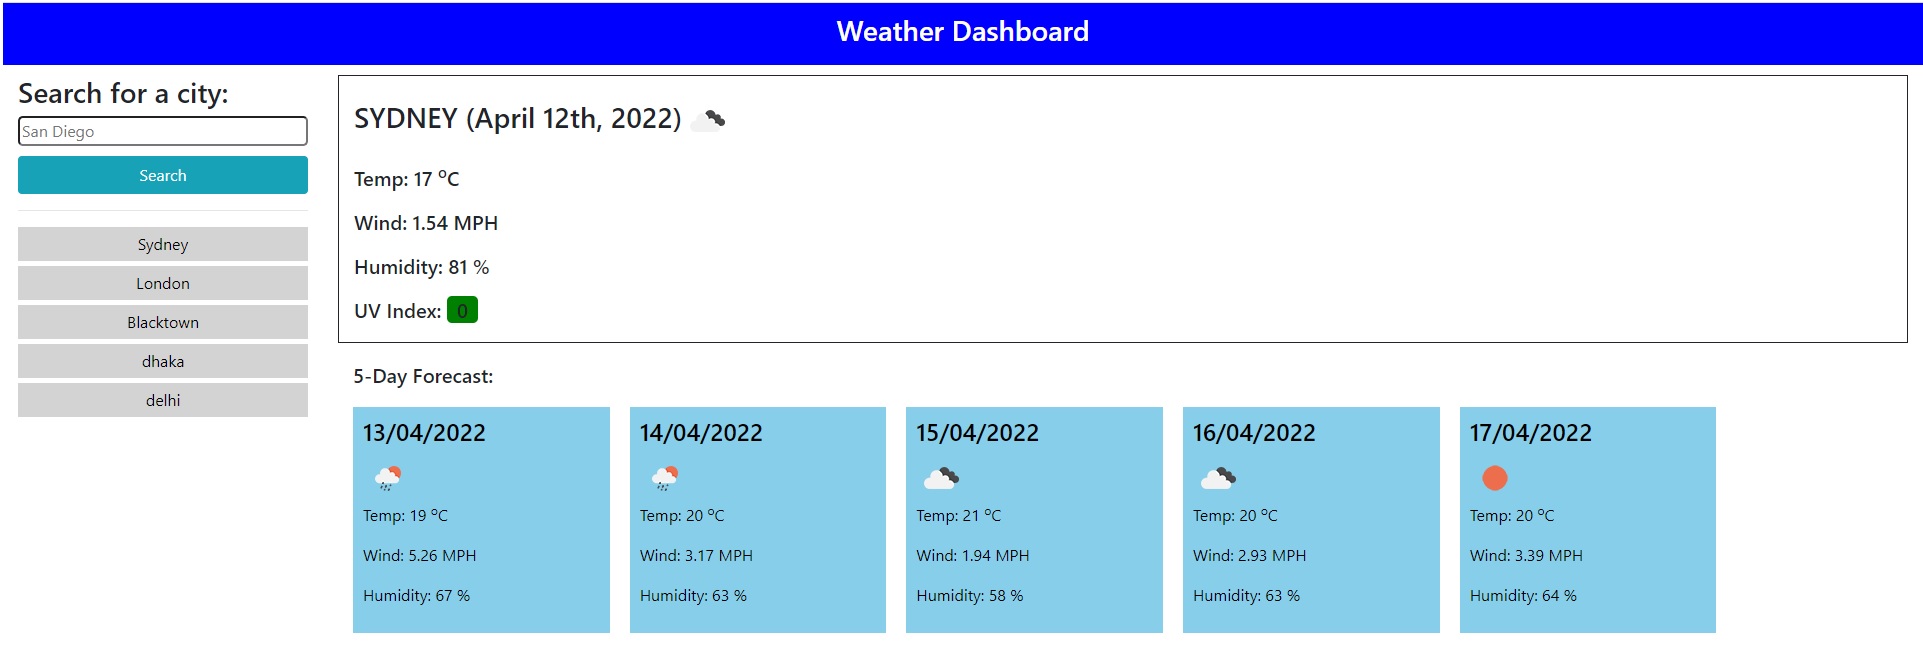 Weather Dashboard
Search for a city:
San Diego
Search
Sydney
London
Blacktown
dhaka
delhi
SYDNEY (April 12th, 2022)
Temp: 17 °C
Wind: 1.54 MPH
Humidity: 81 %
UV Index: 0
5-Day Forecast:
13/04/2022
Temp: 19 °C
Wind: 5.26 MPH
Humidity: 67 %
14/04/2022
Temp: 20 °C
Wind: 3.17 MPH
Humidity: 63 %
15/04/2022
Temp: 21 °C
Wind: 1.94 MPH
Humidity: 58 %
16/04/2022
Temp: 20 °C
Wind: 2.93 MPH
Humidity: 63 %
17/04/2022
Temp: 20 °C
Wind: 3.39 MPH
Humidity: 64 %